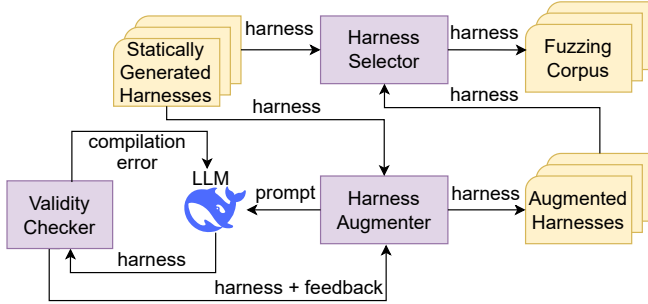 Statically
Generated
Harnesses
harness
Harness
Selector
harness
Fuzzing
Corpus
harness
harness
compilation
error
LLM
Validity
Checker
prompt
Harness
Augmenter
harness
Augmented
Harnesses
harness
harness + feedback